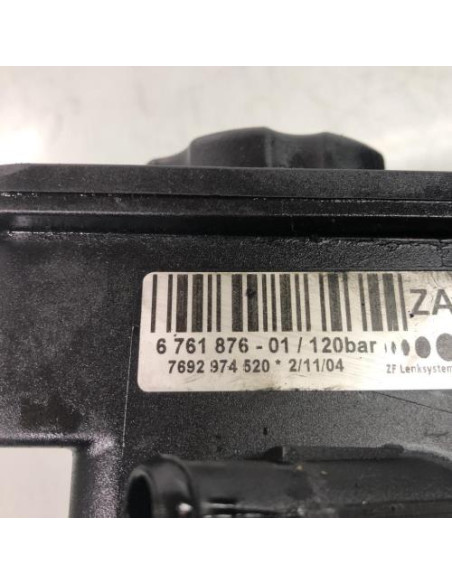 ZA
6 761 876 - 01 / 120bar
7692 974 520 * 2/11/04
ZF Lenksystem